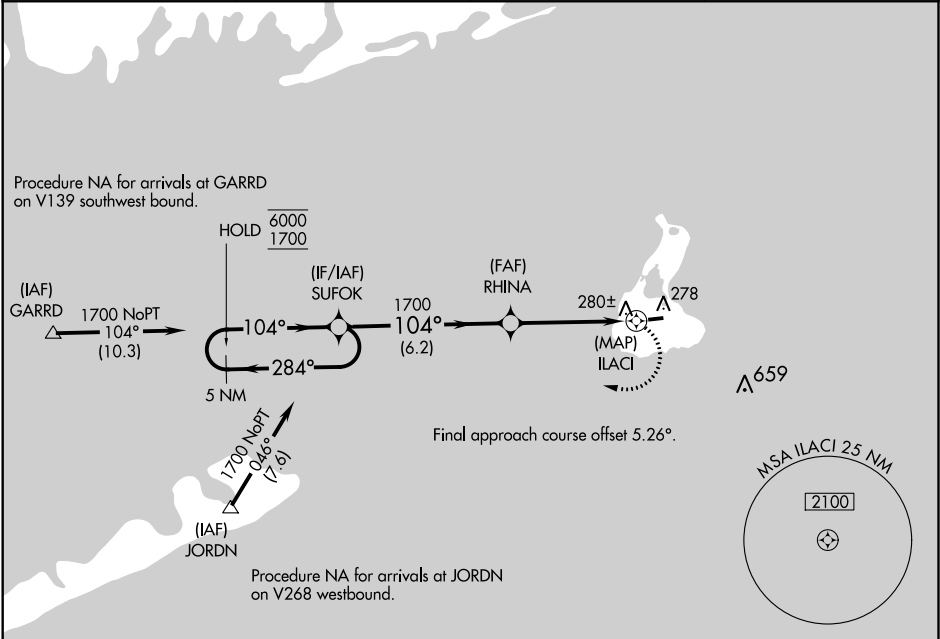 Procedure NA for arrivals at GARRD
on V139 southwest bound.
HOLD
6000
1700
(IAF)
GARRD
1700 NoPT
104°
(10.3)
104°
284°
5 NM
(IF/IAF)
SUFOK
1700
104°
(6.2)
(FAF)
RHINA
280±
278
(MAP)
ILACI
659
1700 NoPT
046°
(7.6)
(IAF)
JORDN
Final approach course offset 5.26°.
Procedure NA for arrivals at JORDN
on V268 westbound.
MSA ILACI 25 NM
2100